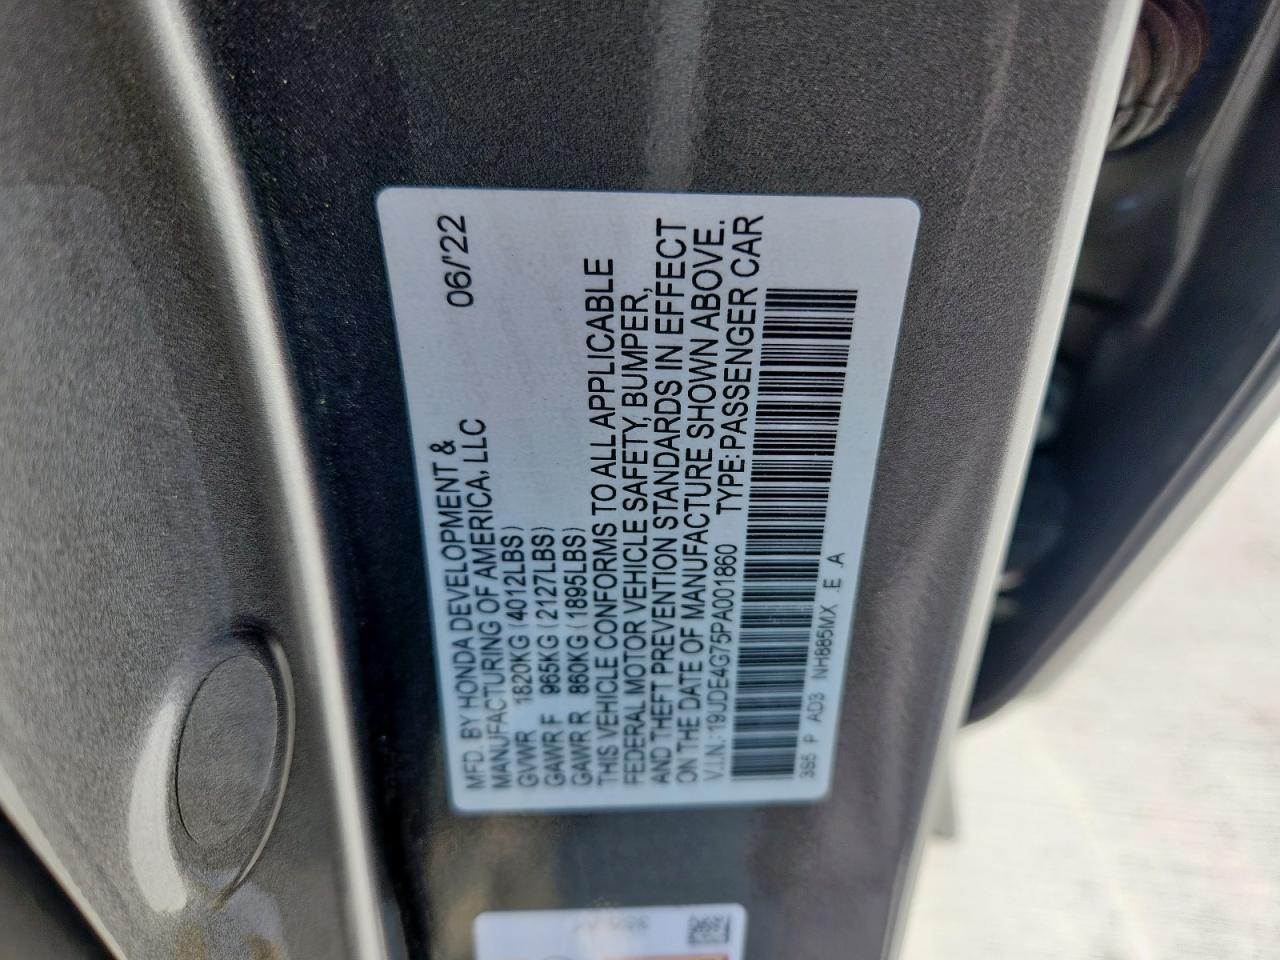 MFD. BY HONDA DEVELOPMENT &
MANUFACTURING OF AMERICA, LLC 06/'22
GVWR 1820KG (4012LBS)
GAWR F 965KG (2127LBS)
GAWR R 860KG (1895LBS)
THIS VEHICLE CONFORMS TO ALL APPLICABLE
FEDERAL MOTOR VEHICLE SAFETY, BUMPER,
AND THEFT PREVENTION STANDARDS IN EFFECT
ON THE DATE OF MANUFACTURE SHOWN ABOVE.
V.I.N.:19UDE4G75PA001860 TYPE:PASSENGER CAR
3S5 P AD3 NH885MX .E .A